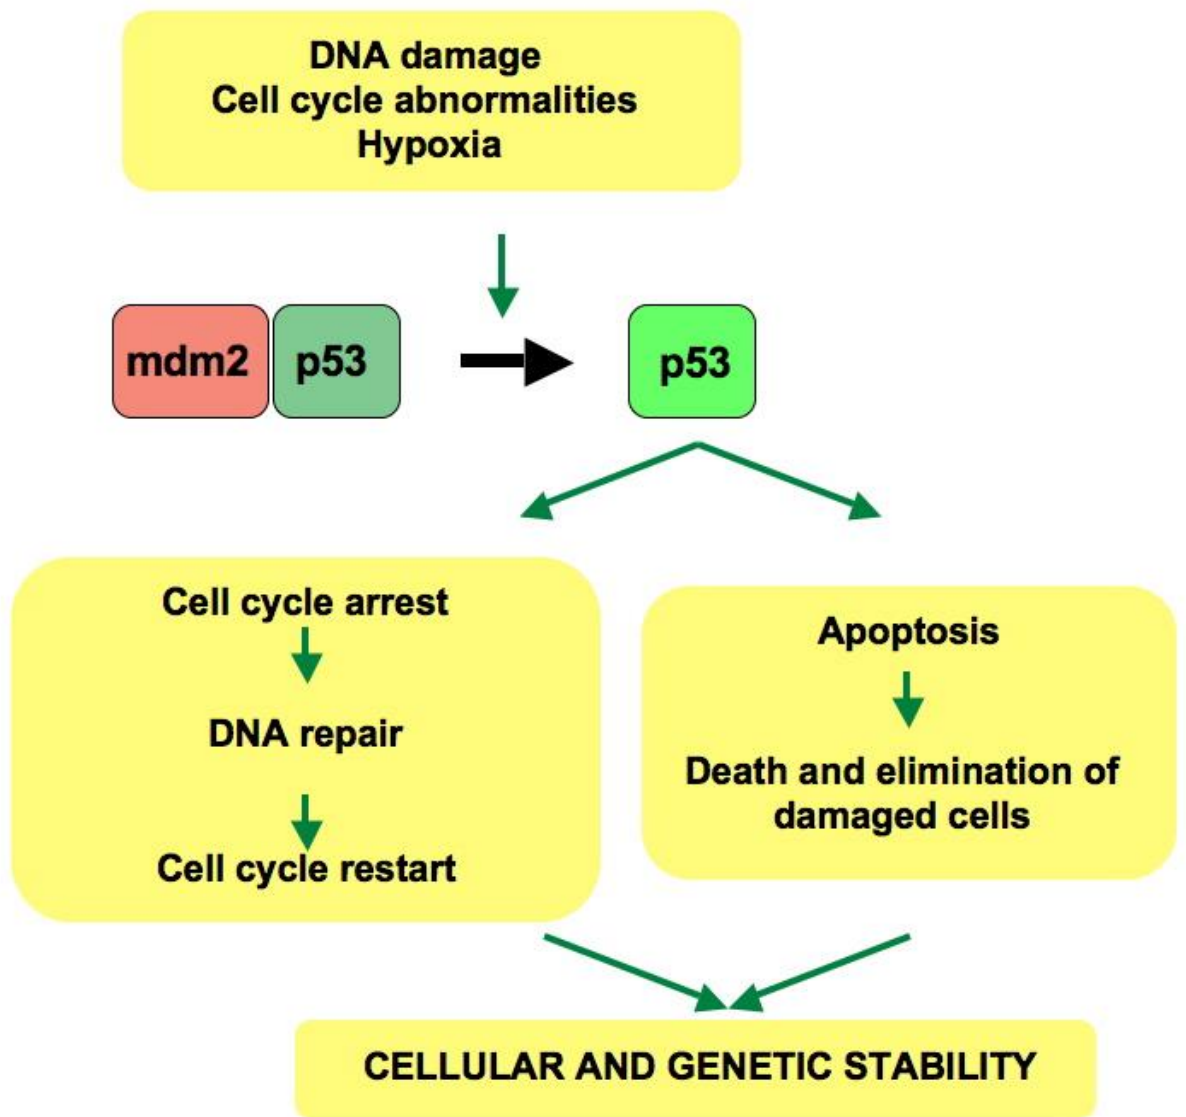 DNA damage
Cell cycle abnormalities
Hypoxia
mdm2 p53 p53
Cell cycle arrest
DNA repair
Cell cycle restart
Apoptosis
Death and elimination of
damaged cells
CELLULAR AND GENETIC STABILITY